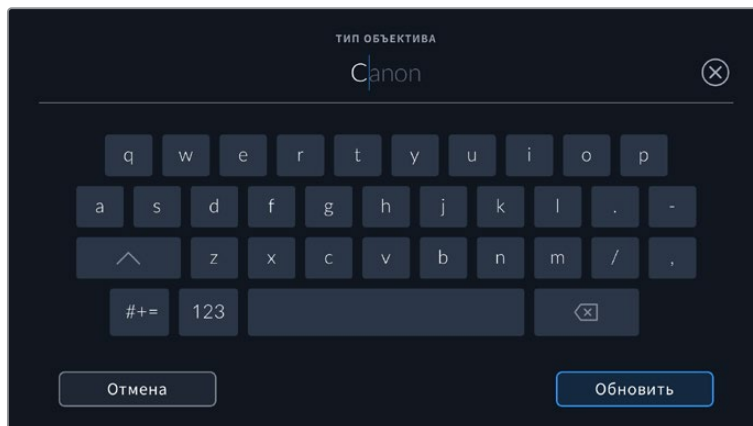 ТИП ОБЪЕКТИВА
Canon
q w e r t y u i o p
a s d f g h j k l . -
z x c v b n m / ,
#+= 123
Отмена Обновить